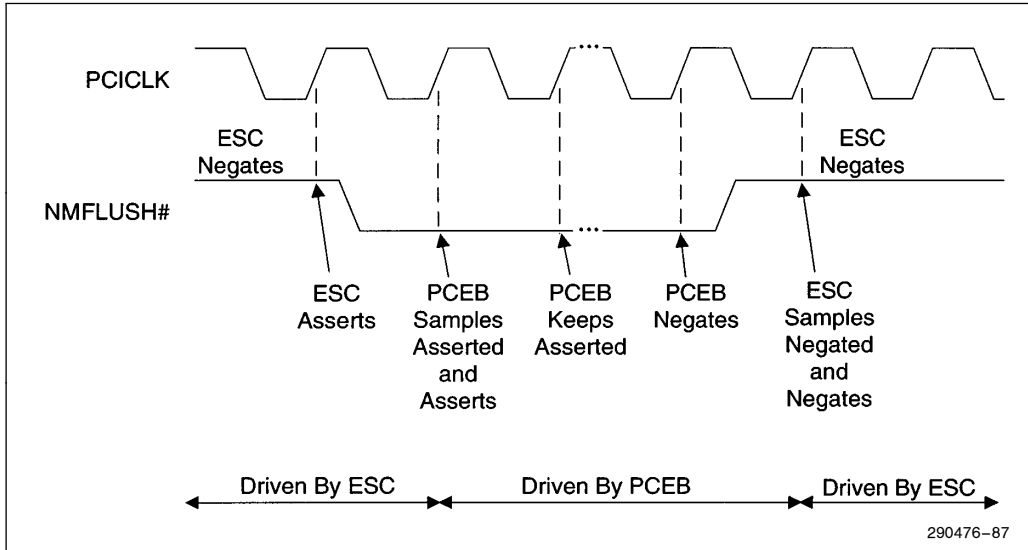 PCICLK
ESC
Negates
ESC
Negates
NMFLUSH#
ESC
Asserts
PCEB
Samples
Asserted
and
Asserts
PCEB
Keeps
Asserted
PCEB
Negates
ESC
Samples
Negated
and
Negates
Driven By ESC
Driven By PCEB
Driven By ESC
290476–87